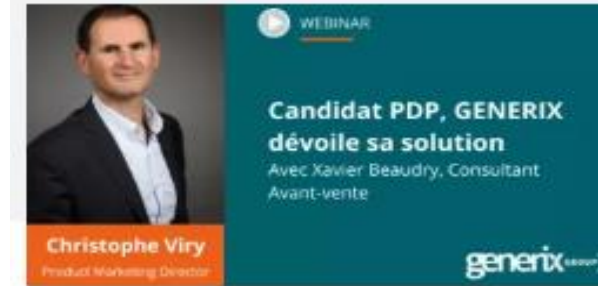 WEBINAR
Candidat PDP, GENERIX
dévoile sa solution
Avec Xavier Beaudry, Consultant
Avant-vente
Christophe Viry
Product Marketing Director
generix GROUP